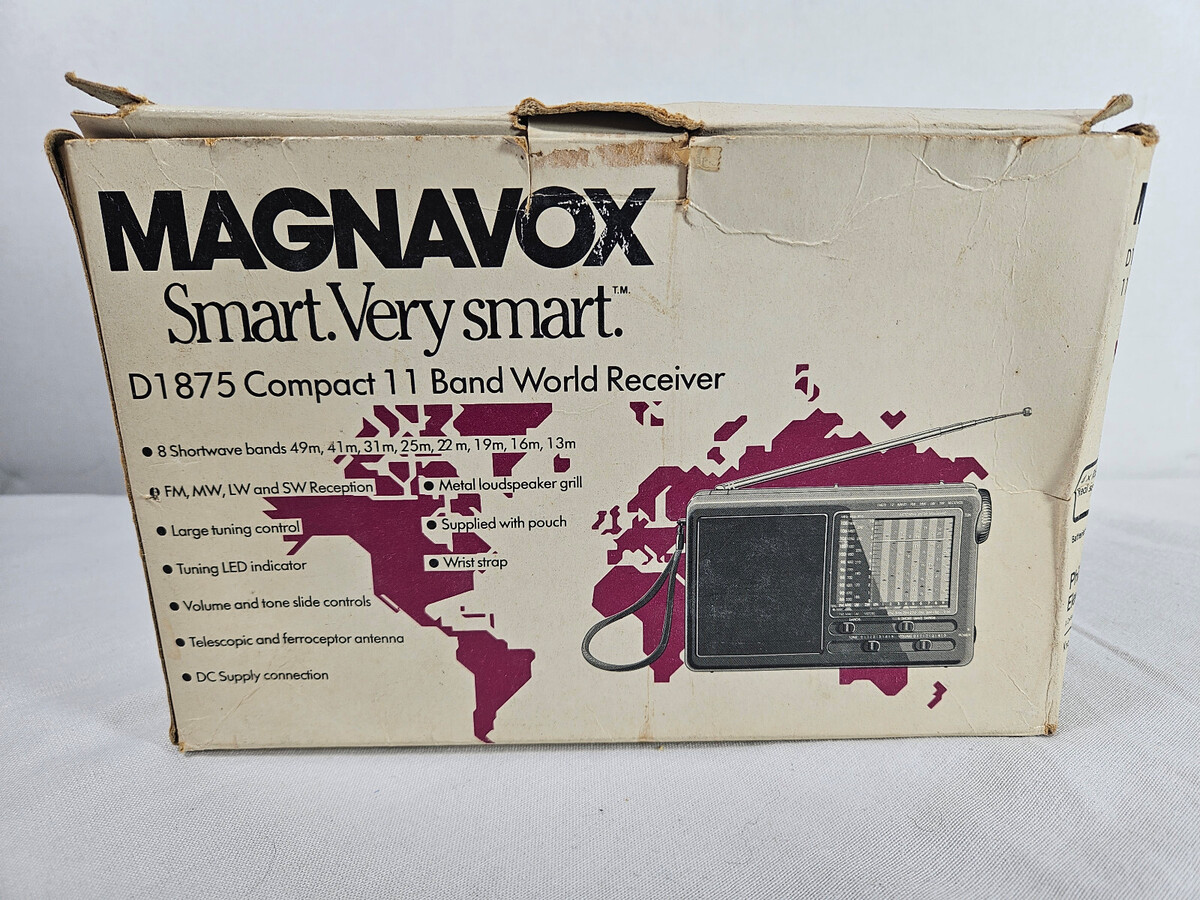 MAGNAVOX
Smart. Very smart.™
D1875 Compact 11 Band World Receiver
● 8 Shortwave bands 49m, 41m, 31m, 25m, 22 m, 19m, 16m, 13m
● FM, MW, LW and SW Reception
● Large tuning control
● Tuning LED indicator
● Volume and tone slide controls
● Telescopic and ferroceptor antenna
● DC Supply connection
● Metal loudspeaker grill
● Supplied with pouch
● Wrist strap